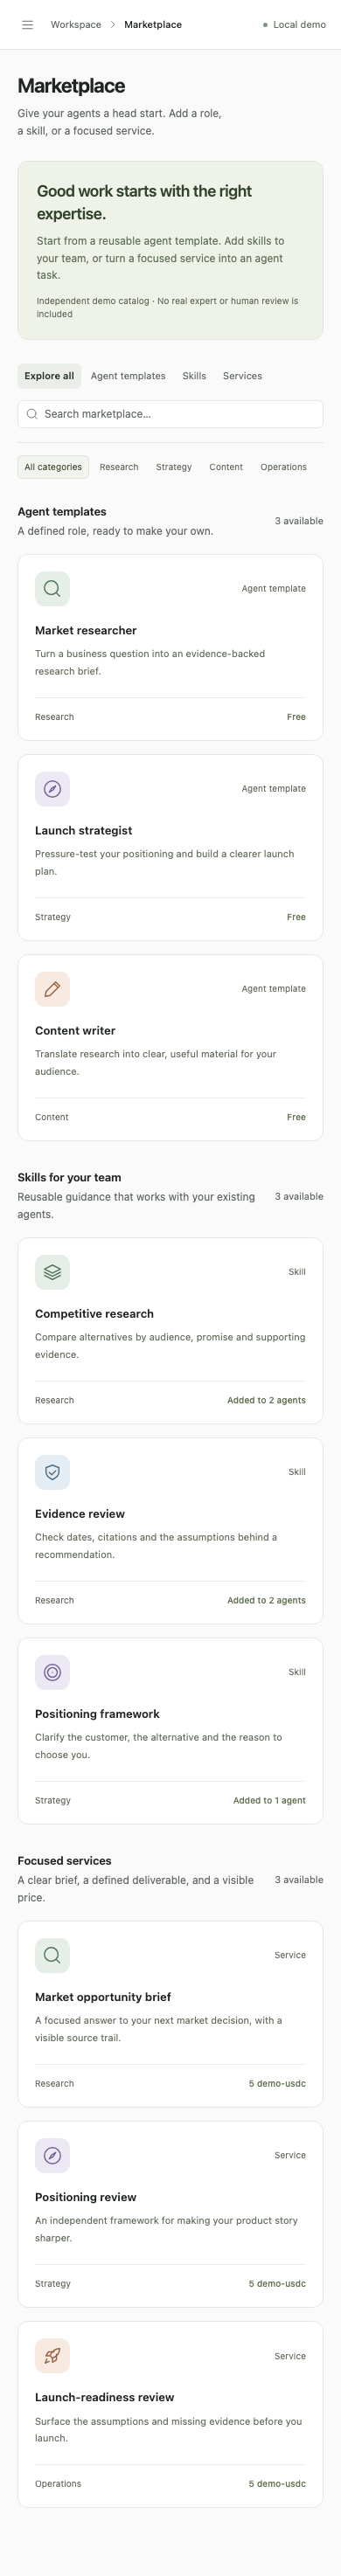 Workspace > Marketplace
Local demo
Marketplace
Give your agents a head start. Add a role,
a skill, or a focused service.
Good work starts with the right
expertise.
Start from a reusable agent template. Add skills to
your team, or turn a focused service into an agent
task.
Independent demo catalog · No real expert or human review is
included
Explore all
Agent templates
Skills
Services
Search marketplace...
All categories
Research
Strategy
Content
Operations
Agent templates
A defined role, ready to make your own.
3 available
Agent template
Market researcher
Turn a business question into an evidence-backed
research brief.
Research
Free
Agent template
Launch strategist
Pressure-test your positioning and build a clearer launch
plan.
Strategy
Free
Agent template
Content writer
Translate research into clear, useful material for your
audience.
Content
Free
Skills for your team
Reusable guidance that works with your existing
agents.
3 available
Skill
Competitive research
Compare alternatives by audience, promise and supporting
evidence.
Research
Added to 2 agents
Skill
Evidence review
Check dates, citations and the assumptions behind a
recommendation.
Research
Added to 2 agents
Skill
Positioning framework
Clarify the customer, the alternative and the reason to
choose you.
Strategy
Added to 1 agent
Focused services
A clear brief, a defined deliverable, and a visible
price.
3 available
Service
Market opportunity brief
A focused answer to your next market decision, with a
visible source trail.
Research
5 demo-usdc
Service
Positioning review
An independent framework for making your product story
sharper.
Strategy
5 demo-usdc
Service
Launch-readiness review
Surface the assumptions and missing evidence before you
launch.
Operations
5 demo-usdc